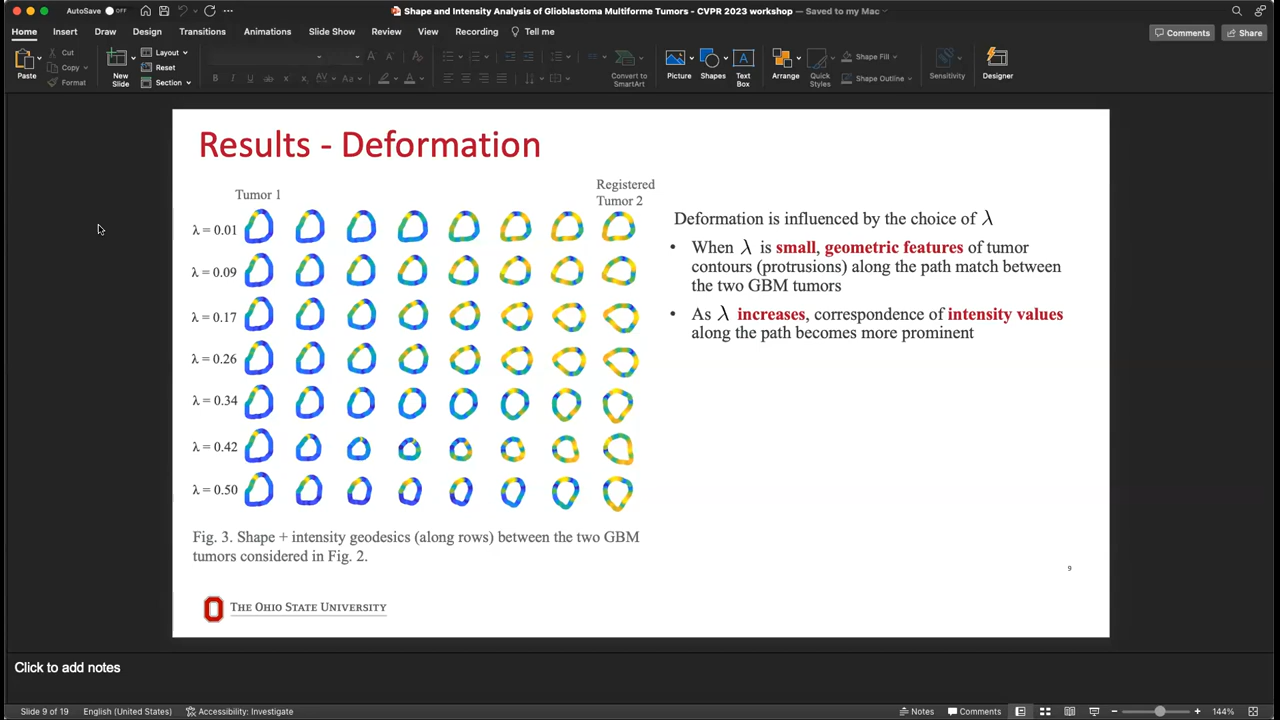 AutoSave OFF
Shape and Intensity Analysis of Glioblastoma Multiforme Tumors - CVPR 2023 workshop — Saved to my Mac
Home Insert Draw Design Transitions Animations Slide Show Review View Recording Tell me
Comments Share
Paste
Cut
Copy
Format
New Slide
Layout
Reset
Section
Convert to SmartArt
Picture
Shapes
Text Box
Arrange
Quick Styles
Shape Fill
Shape Outline
Sensitivity
Designer
Results - Deformation
Tumor 1
Registered
Tumor 2
λ = 0.01
λ = 0.09
λ = 0.17
λ = 0.26
λ = 0.34
λ = 0.42
λ = 0.50
Fig. 3. Shape + intensity geodesics (along rows) between the two GBM
tumors considered in Fig. 2.
Deformation is influenced by the choice of λ
• When λ is small, geometric features of tumor
contours (protrusions) along the path match between
the two GBM tumors
• As λ increases, correspondence of intensity values
along the path becomes more prominent
9
THE OHIO STATE UNIVERSITY
Click to add notes
Slide 9 of 19 English (United States) Accessibility: Investigate
Notes Comments 144%